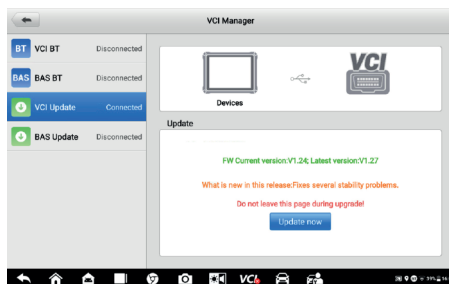 VCI Manager
BT VCI BT Disconnected
BAS BAS BT Disconnected
VCI Update Connected
BAS Update Disconnected
VCI
Devices
Update
FW Current version:V1.24; Latest version:V1.27
What is new in this release:Fixes several stability problems.
Do not leave this page during upgrade!
Update now
VCI